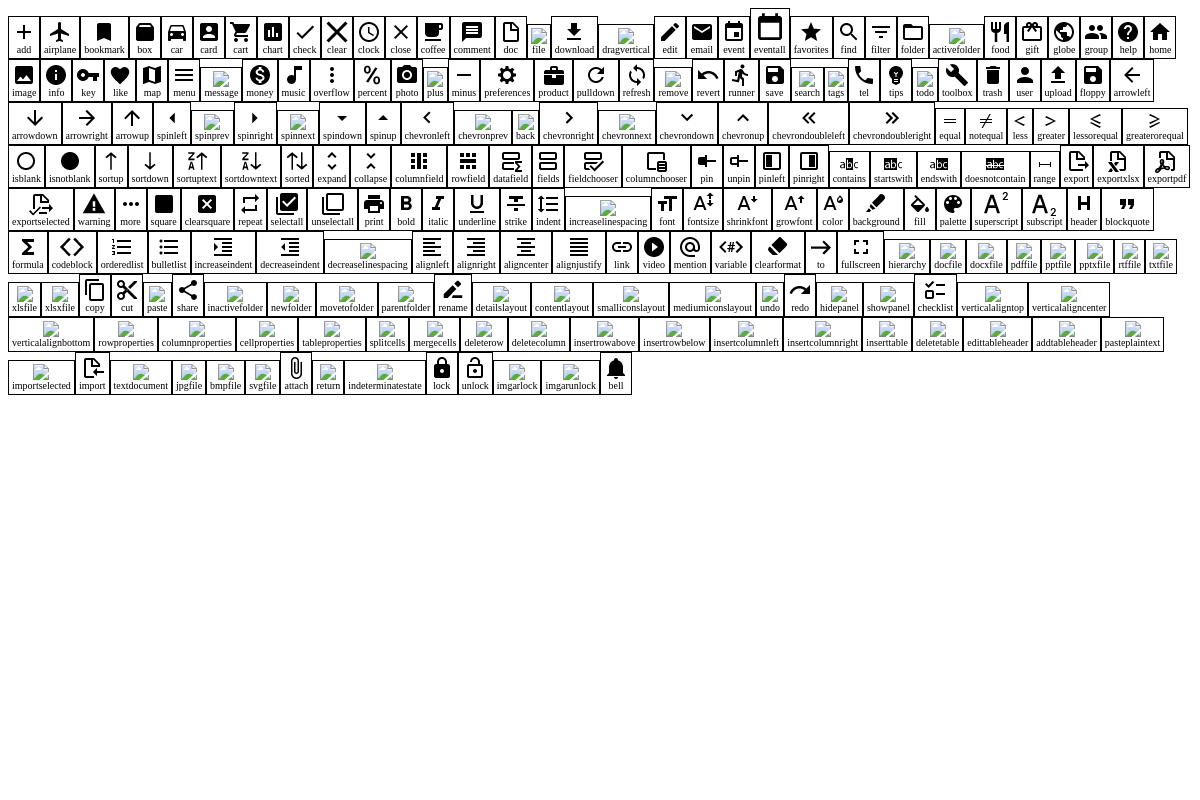 add airplane bookmark box car card cart chart check clear clock close coffee comment doc file download dragvertical edit email event eventall favorites find filter folder activefolder food gift globe group help home
image info key like map menu message money music overflow percent photo plus minus preferences product pulldown refresh remove revert runner save search tags tel tips todo toolbox trash user upload floppy arrowleft
arrowdown arrowright arrowup spinleft spinprev spinright spinnext spindown spinup chevronleft chevronprev back chevronright chevronnext chevrondown chevronup chevrondoubleleft chevrondoubleright equal notequal less greater lessorequal greaterorequal
isblank isnotblank sortup sortdown sortuptext sortdowntext sorted expand collapse columnfield rowfield datafield fields fieldchooser columnchooser pin unpin pinleft pinright contains startswith endswith doesnotcontain range export exportxlsx exportpdf
exportselected warning more square clearsquare repeat selectall unselectall print bold italic underline strike indent increaselinespacing font fontsize shrinkfont growfont color background fill palette superscript subscript header blockquote
formula codeblock orderedlist bulletlist increaseindent decreaseindent decreaselinespacing alignleft alignright aligncenter alignjustify link video mention variable clearformat to fullscreen hierarchy docfile docxfile pdffile pptfile pptxfile rtffile txtfile
xlsfile xlsxfile copy cut paste share inactivefolder newfolder movetofolder parentfolder rename detailslayout contentlayout smalliconslayout mediumiconslayout undo redo hidepanel showpanel checklist verticalaligntop verticalaligncenter
verticalalignbottom rowproperties columnproperties cellproperties tableproperties splitcells mergecells deleterow deletecolumn insertrowabove insertrowbelow insertcolumnleft insertcolumnright inserttable deletetable edittableheader addtableheader pasteplaintext
importselected import textdocument jpgfile bmpfile svgfile attach return indeterminatestate lock unlock imgarlock imgarunlock bell